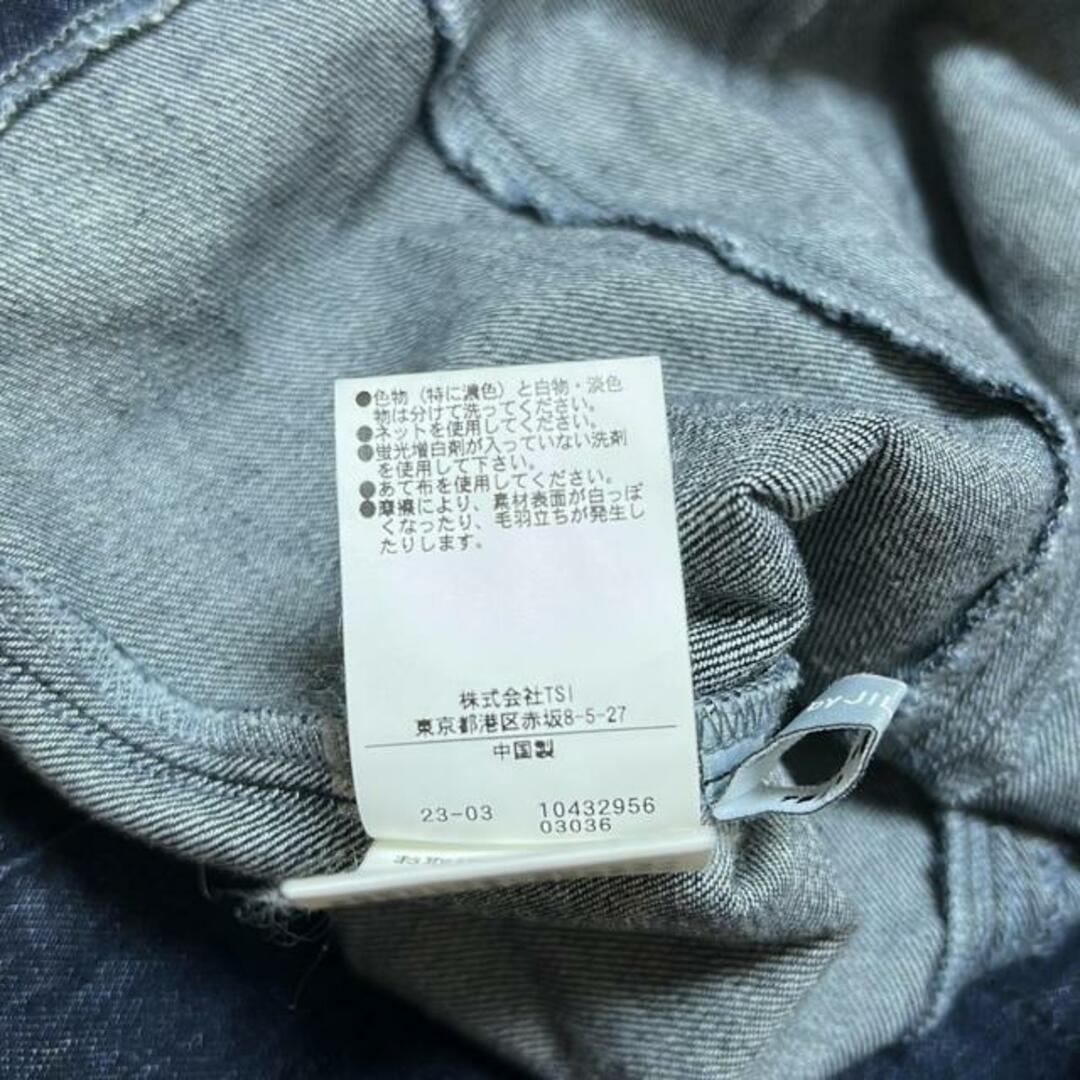 ●色物（特に濃色）と白物・淡色
物は分けて洗ってください。
●ネットを使用してください。
●蛍光増白剤が入っていない洗剤
を使用して下さい。
●あて布を使用してください。
●摩擦により、素材表面が白っぽ
くなったり、毛羽立ちが発生し
たりします。
株式会社TSI
東京都港区赤坂8-5-27
中国製
23-03 10432956
03036